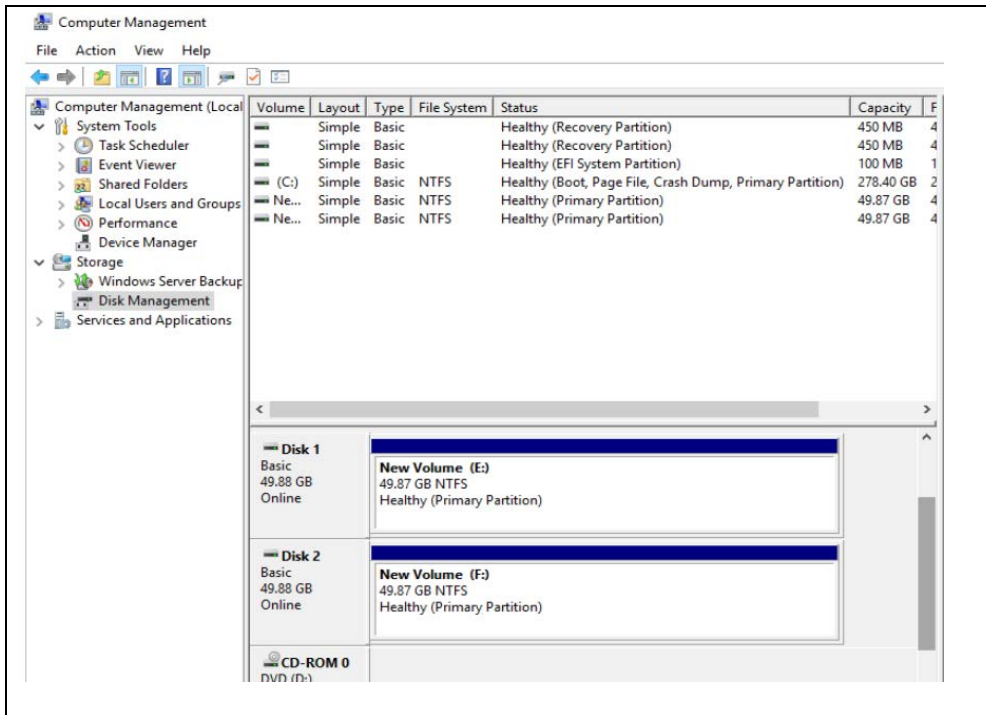 Computer Management
File Action View Help
Computer Management (Local
System Tools
Task Scheduler
Event Viewer
Shared Folders
Local Users and Groups
Performance
Device Manager
Storage
Windows Server Backup
Disk Management
Services and Applications
Volume Layout Type File System Status Capacity F
Simple Basic Healthy (Recovery Partition) 450 MB 4
Simple Basic Healthy (Recovery Partition) 450 MB 4
Simple Basic Healthy (EFI System Partition) 100 MB 1
(C:) Simple Basic NTFS Healthy (Boot, Page File, Crash Dump, Primary Partition) 278.40 GB 2
Ne... Simple Basic NTFS Healthy (Primary Partition) 49.87 GB 4
Ne... Simple Basic NTFS Healthy (Primary Partition) 49.87 GB 4
Disk 1
Basic
49.88 GB
Online
New Volume (E:)
49.87 GB NTFS
Healthy (Primary Partition)
Disk 2
Basic
49.88 GB
Online
New Volume (F:)
49.87 GB NTFS
Healthy (Primary Partition)
CD-ROM 0
DVD (D:)